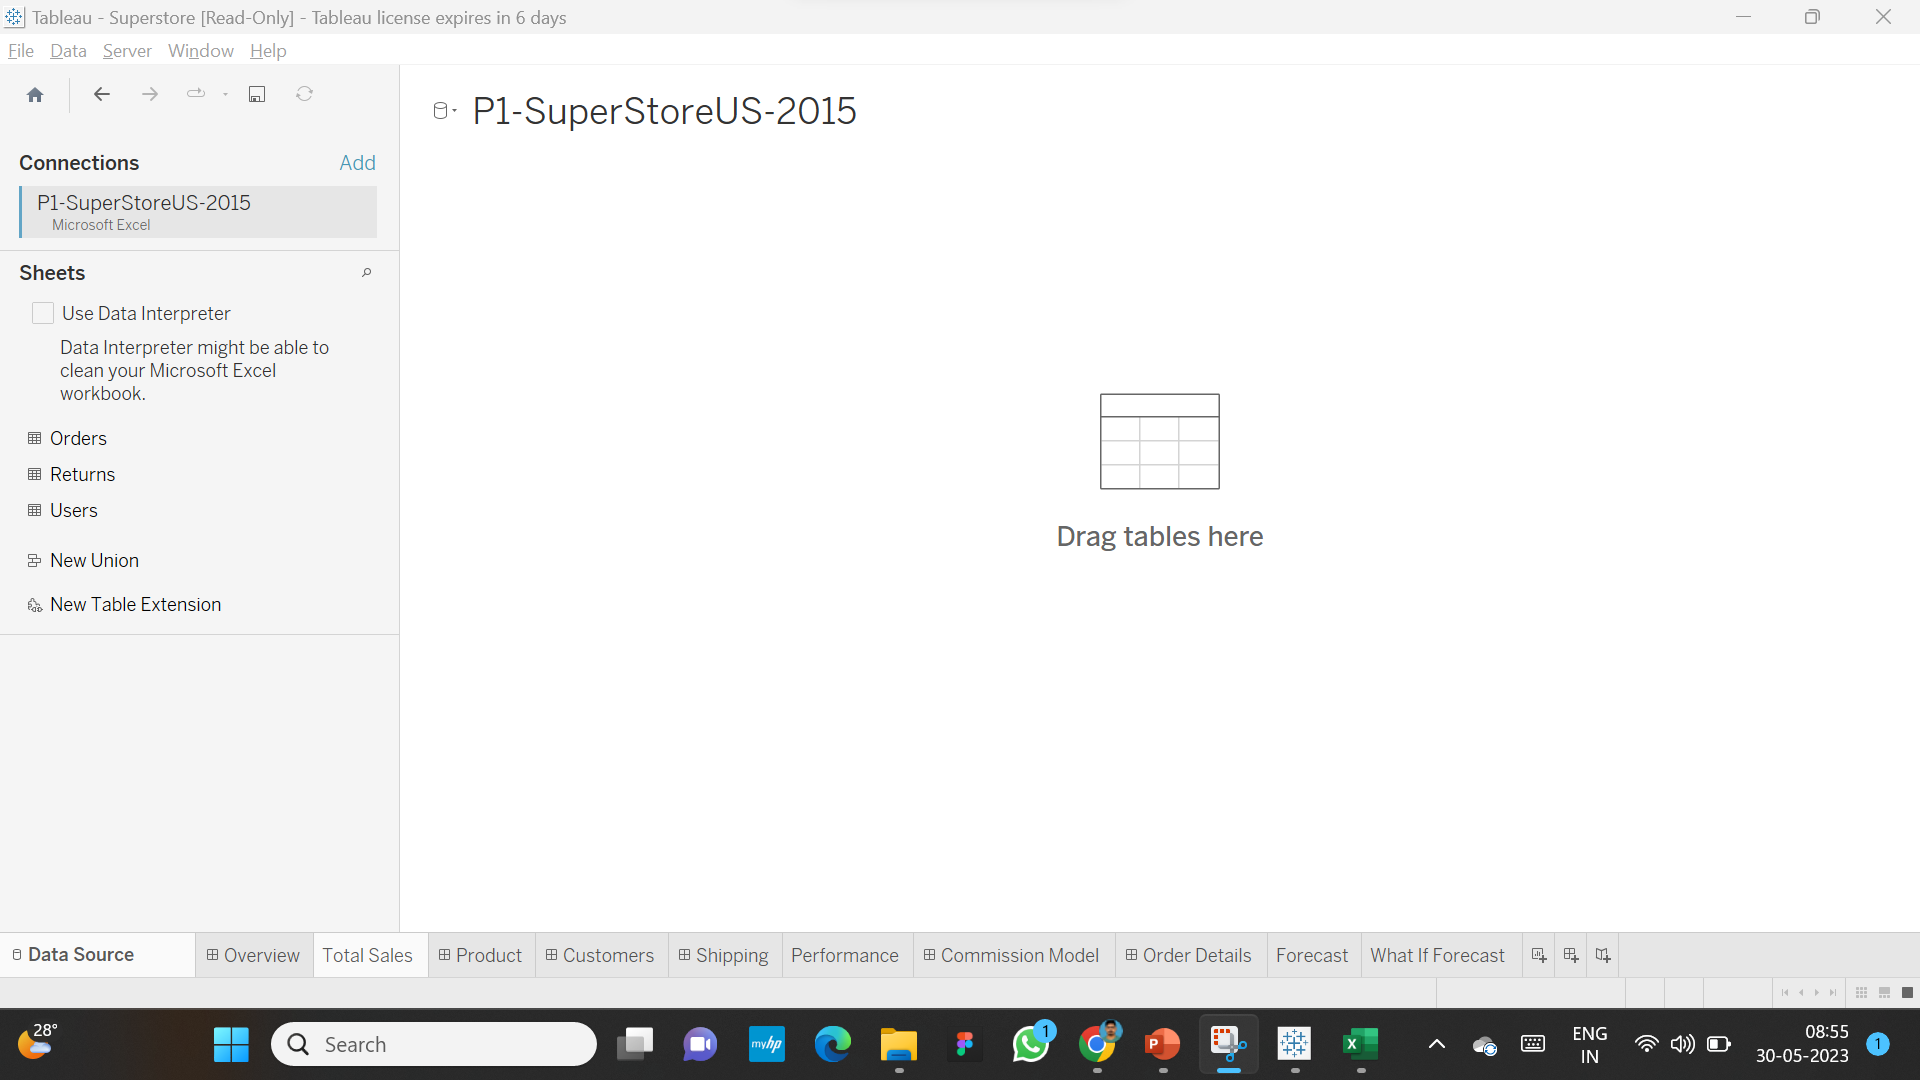 Tableau - Superstore [Read-Only] - Tableau license expires in 6 days
File Data Server Window Help
P1-SuperStoreUS-2015
Connections Add
P1-SuperStoreUS-2015
Microsoft Excel
Sheets
Use Data Interpreter
Data Interpreter might be able to
clean your Microsoft Excel
workbook.
Orders
Returns
Users
New Union
New Table Extension
Drag tables here
Data Source Overview Total Sales Product Customers Shipping Performance Commission Model Order Details Forecast What If Forecast
28°
Search
myhp
1
P
X
ENG
IN
08:55
30-05-2023
1